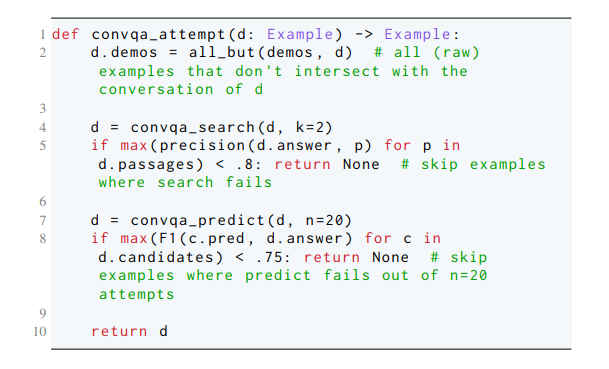 1 def convqa_attempt(d: Example) -> Example:
2 d.demos = all_but(demos, d) # all (raw)
examples that don't intersect with the
conversation of d
3
4 d = convqa_search(d, k=2)
5 if max(precision(d.answer, p) for p in
d.passages) < .8: return None # skip examples
where search fails
6
7 d = convqa_predict(d, n=20)
8 if max(F1(c.pred, d.answer) for c in
d.candidates) < .75: return None # skip
examples where predict fails out of n=20
attempts
9
10 return d